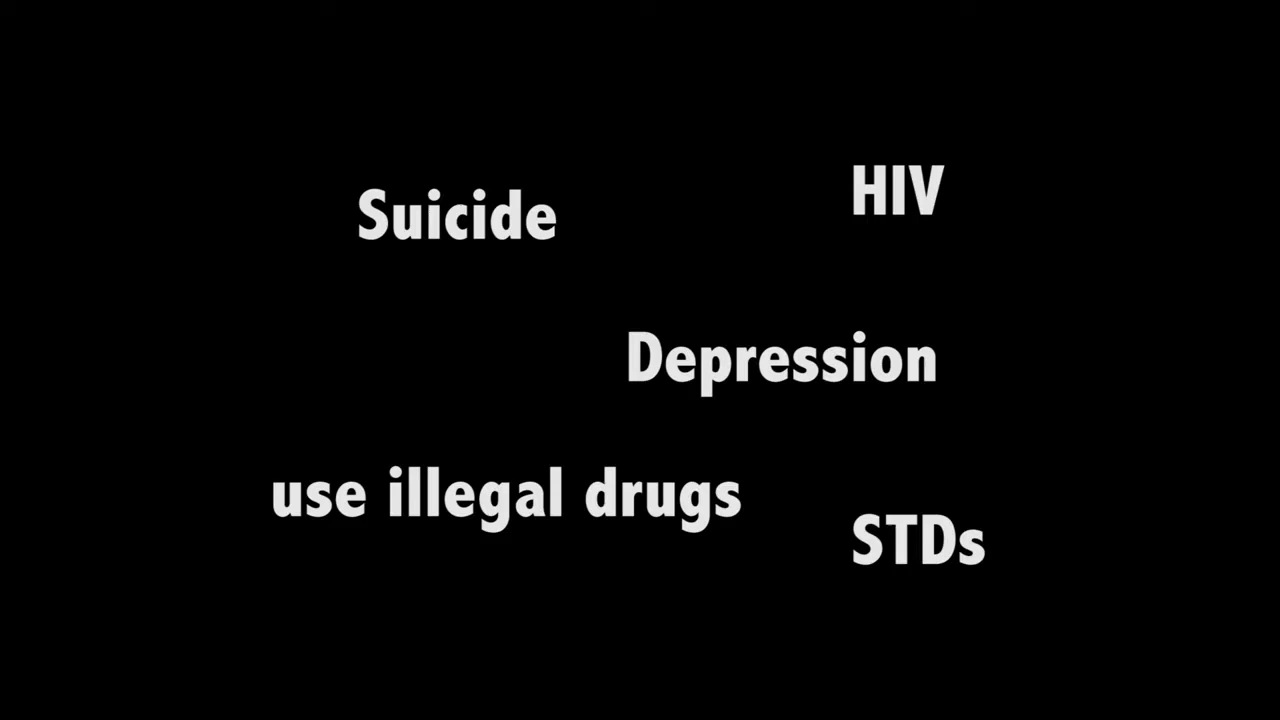 Suicide
HIV
Depression
use illegal drugs
STDs